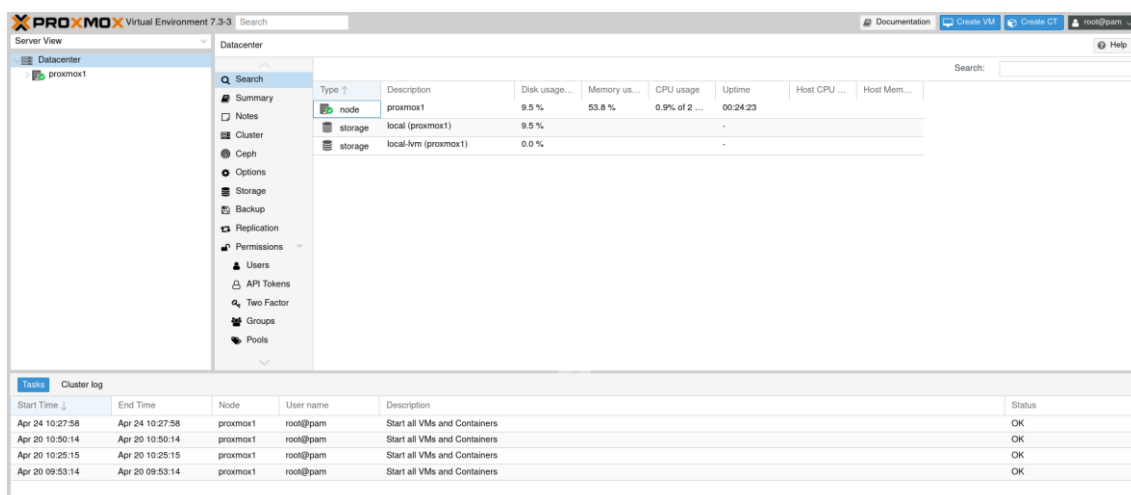 PROXMOX Virtual Environment 7.3-3 Search Documentation Create VM Create CT root@pam
Server View
Datacenter Help
Datacenter
proxmox1
Search:
Search
Summary
Notes
Cluster
Ceph
Options
Storage
Backup
Replication
Permissions
Users
API Tokens
Two Factor
Groups
Pools
Type ↑ Description Disk usage... Memory us... CPU usage Uptime Host CPU ... Host Mem...
node proxmox1 9.5 % 53.8 % 0.9% of 2 ... 00:24:23
storage local (proxmox1) 9.5 % -
storage local-lvm (proxmox1) 0.0 % -
Tasks Cluster log
Start Time ↓ End Time Node User name Description Status
Apr 24 10:27:58 Apr 24 10:27:58 proxmox1 root@pam Start all VMs and Containers OK
Apr 20 10:50:14 Apr 20 10:50:14 proxmox1 root@pam Start all VMs and Containers OK
Apr 20 10:25:15 Apr 20 10:25:15 proxmox1 root@pam Start all VMs and Containers OK
Apr 20 09:53:14 Apr 20 09:53:14 proxmox1 root@pam Start all VMs and Containers OK